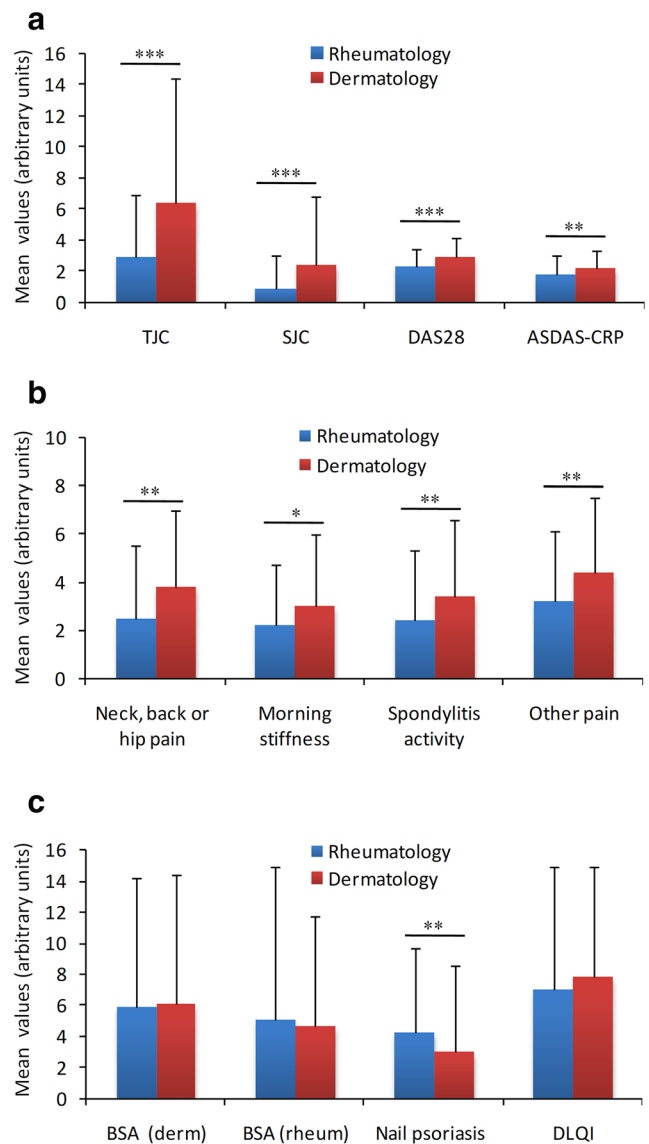 a
Mean values (arbitrary units)
16
14
12
10
8
6
4
2
0
Rheumatology
Dermatology
***
***
***
**
TJC SJC DAS28 ASDAS-CRP
b
Mean values (arbitrary units)
10
8
6
4
2
0
Rheumatology
Dermatology
**
*
**
**
Neck, back or Morning Spondylitis Other pain
hip pain stiffness activity
c
Mean values (arbitrary units)
16
14
12
10
8
6
4
2
0
Rheumatology
Dermatology
**
BSA (derm) BSA (rheum) Nail psoriasis DLQI